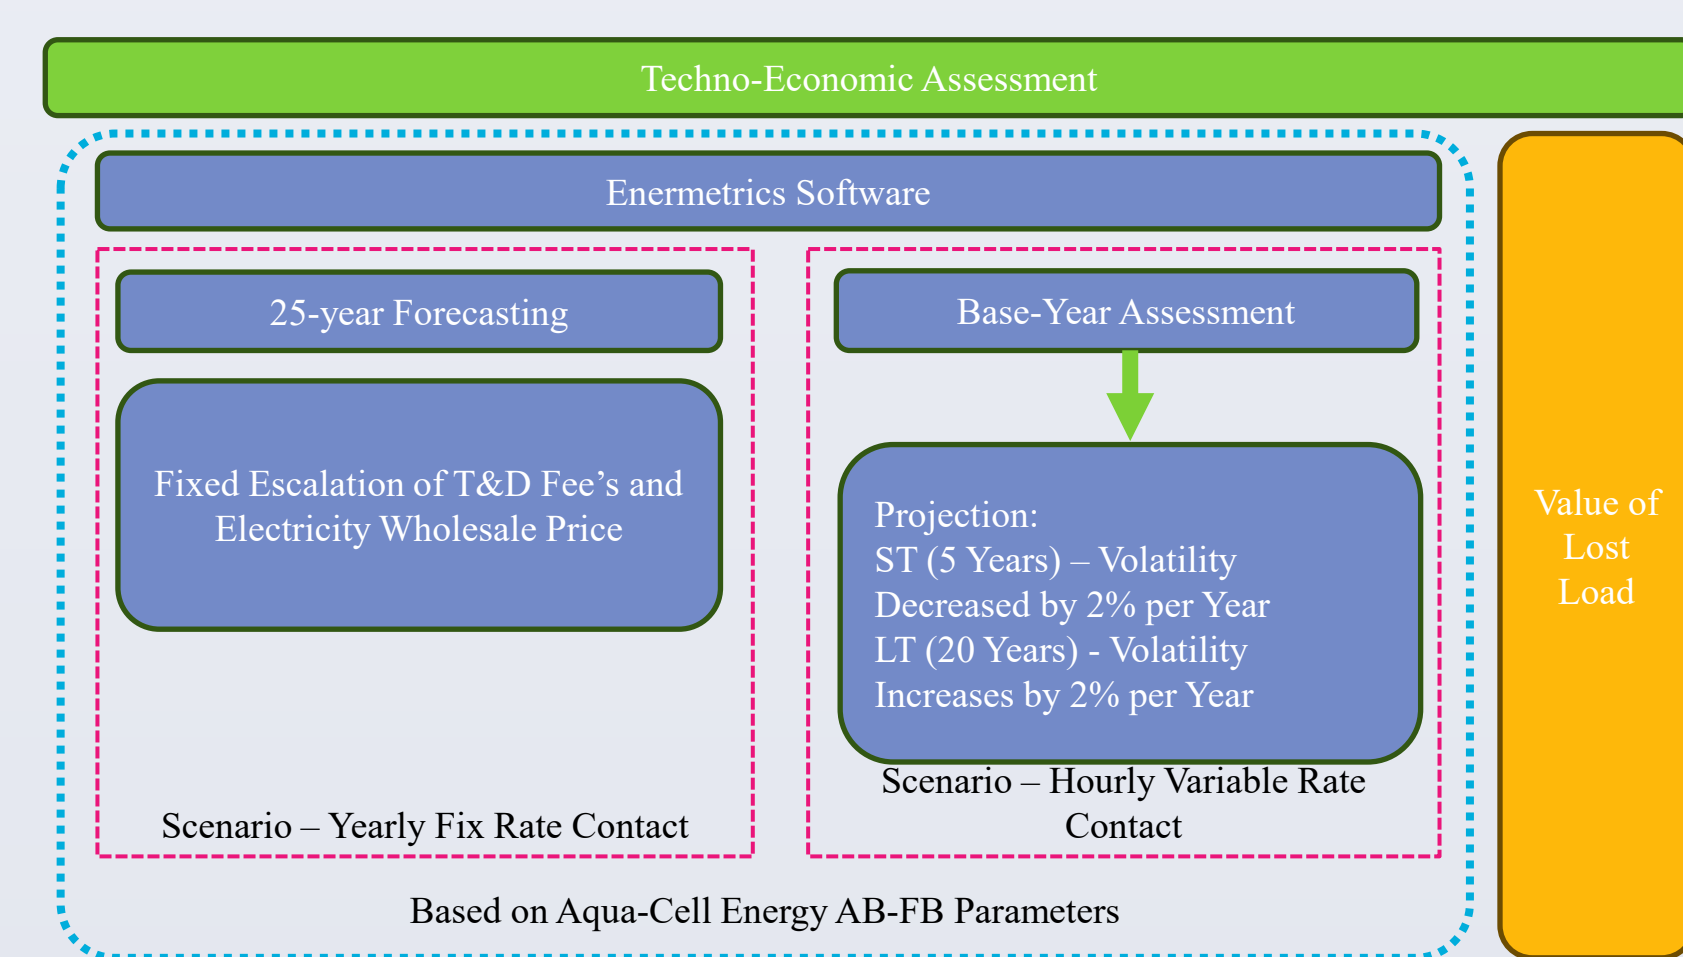 Techno-Economic Assessment
Enermetrics Software
25-year Forecasting
Fixed Escalation of T&D Fee’s and
Electricity Wholesale Price
Scenario – Yearly Fix Rate Contact
Base-Year Assessment
Projection:
ST (5 Years) – Volatility
Decreased by 2% per Year
LT (20 Years) - Volatility
Increases by 2% per Year
Scenario – Hourly Variable Rate
Contact
Based on Aqua-Cell Energy AB-FB Parameters
Value of
Lost
Load